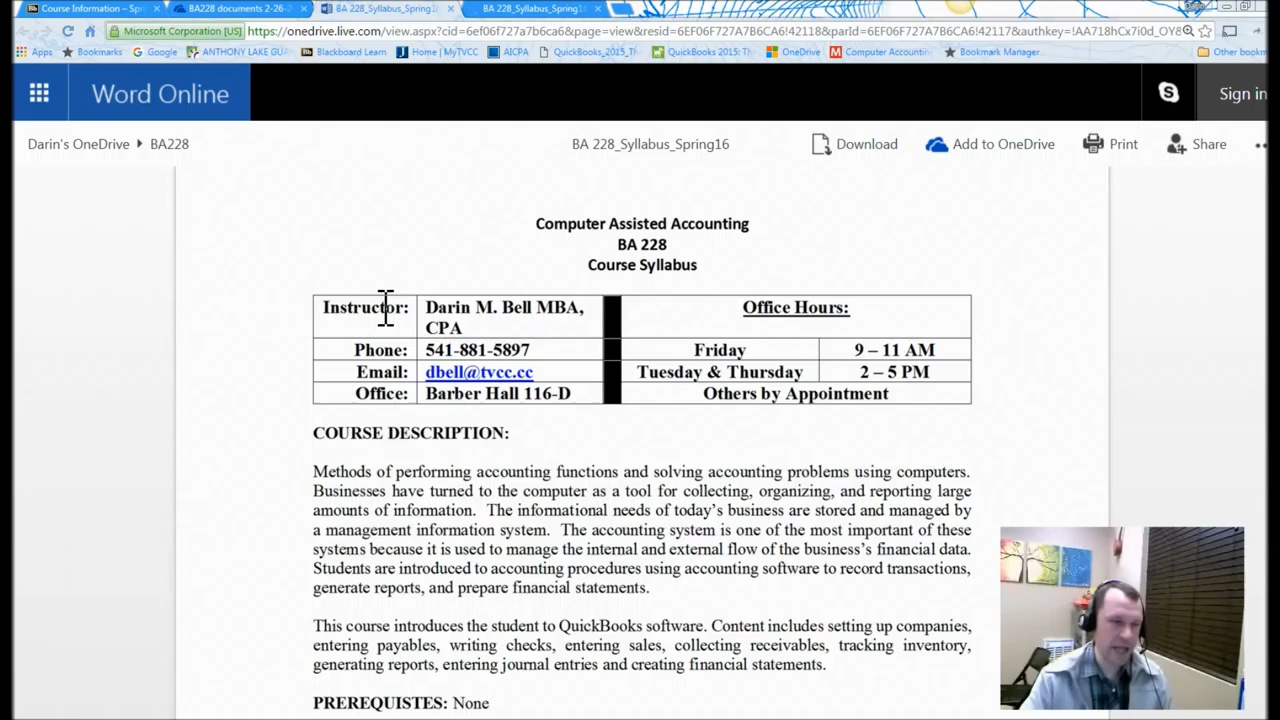 Course Information – Spri
BA228 documents 2-26-2
BA 228_Syllabus_Spring16
BA 228_Syllabus_Spring16
Microsoft Corporation [US]
https://onedrive.live.com/view.aspx?cid=6ef06f727a7b6ca6&page=view&resid=6EF06F727A7B6CA6!42118&parId=6EF06F727A7B6CA6!42117&authkey=!AA718hCx7i0d_OY8
Apps
Bookmarks
Google
ANTHONY LAKE GUA
Blackboard Learn
Home | MyTVCC
AICPA
QuickBooks_2015_Th
QuickBooks 2015: Th
OneDrive
Computer Accountin
Bookmark Manager
Other bookm
Word Online
Sign in
Darin's OneDrive
BA228
BA 228_Syllabus_Spring16
Download
Add to OneDrive
Print
Share
Computer Assisted Accounting
BA 228
Course Syllabus
Instructor: Darin M. Bell MBA, CPA
Office Hours:
Phone: 541-881-5897
Friday 9 – 11 AM
Email: dbell@tvcc.cc
Tuesday & Thursday 2 – 5 PM
Office: Barber Hall 116-D
Others by Appointment
COURSE DESCRIPTION:
Methods of performing accounting functions and solving accounting problems using computers.
Businesses have turned to the computer as a tool for collecting, organizing, and reporting large
amounts of information. The informational needs of today's business are stored and managed by
a management information system. The accounting system is one of the most important of these
systems because it is used to manage the internal and external flow of the business's financial data.
Students are introduced to accounting procedures using accounting software to record transactions,
generate reports, and prepare financial statements.
This course introduces the student to QuickBooks software. Content includes setting up companies,
entering payables, writing checks, entering sales, collecting receivables, tracking inventory,
generating reports, entering journal entries and creating financial statements.
PREREQUISTES: None